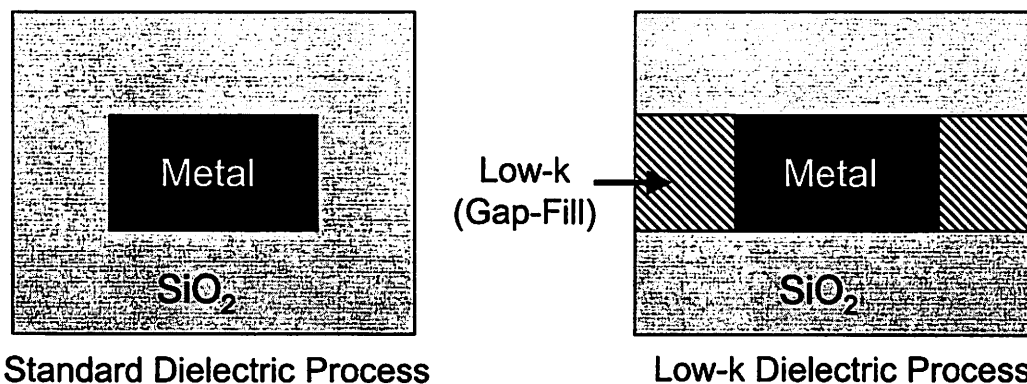 Metal
SiO₂
Standard Dielectric Process
Low-k
(Gap-Fill)
Metal
SiO₂
Low-k Dielectric Process